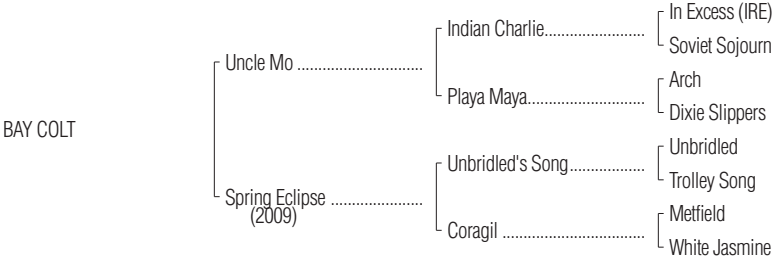 In Excess (IRE)
Indian Charlie........................
Soviet Sojourn
Uncle Mo ..............................
Arch
Playa Maya............................
Dixie Slippers
BAY COLT
Unbridled
Unbridled's Song..................
Trolley Song
Spring Eclipse ......................
(2009)
Metfield
Coragil ..................................
White Jasmine